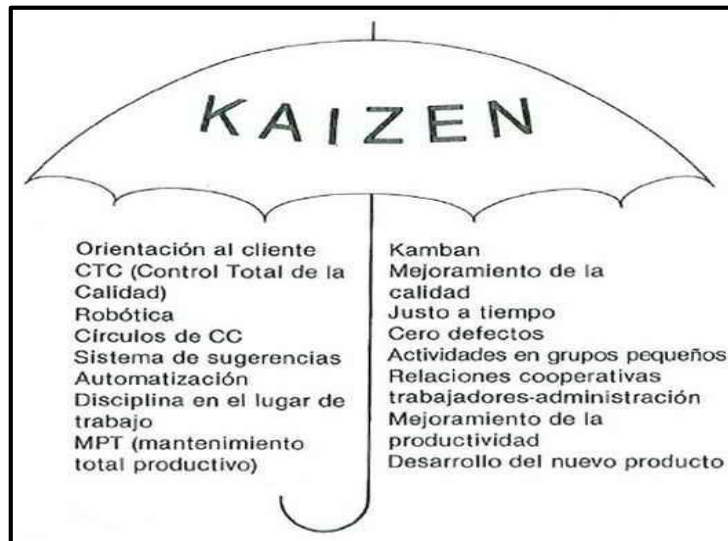 KAIZEN
Orientación al cliente
CTC (Control Total de la
Calidad)
Robótica
Círculos de CC
Sistema de sugerencias
Automatización
Disciplina en el lugar de
trabajo
MPT (mantenimiento
total productivo)
Kamban
Mejoramiento de la
calidad
Justo a tiempo
Cero defectos
Actividades en grupos pequeños
Relaciones cooperativas
trabajadores-administración
Mejoramiento de la
productividad
Desarrollo del nuevo producto